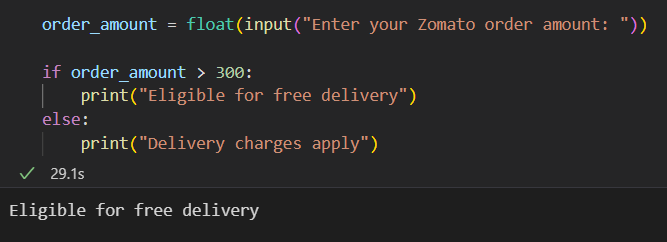 order_amount = float(input("Enter your Zomato order amount: "))
if order_amount > 300:
    print("Eligible for free delivery")
else:
    print("Delivery charges apply")
29.1s
Eligible for free delivery